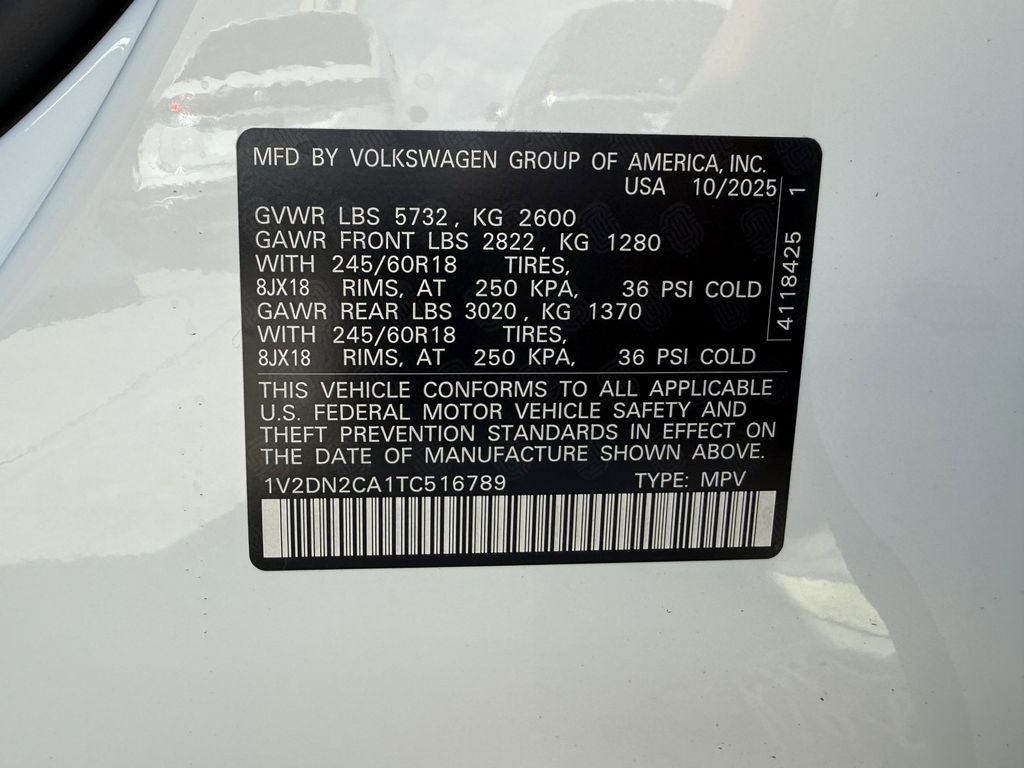 MFD BY VOLKSWAGEN GROUP OF AMERICA, INC.
USA 10/2025
GVWR LBS 5732, KG 2600
GAWR FRONT LBS 2822, KG 1280
WITH 245/60R18 TIRES,
8JX18 RIMS, AT 250 KPA, 36 PSI COLD
GAWR REAR LBS 3020, KG 1370
WITH 245/60R18 TIRES,
8JX18 RIMS, AT 250 KPA, 36 PSI COLD
4118425 1
THIS VEHICLE CONFORMS TO ALL APPLICABLE
U.S. FEDERAL MOTOR VEHICLE SAFETY AND
THEFT PREVENTION STANDARDS IN EFFECT ON
THE DATE OF MANUFACTURE SHOWN ABOVE.
1V2DN2CA1TC516789 TYPE: MPV